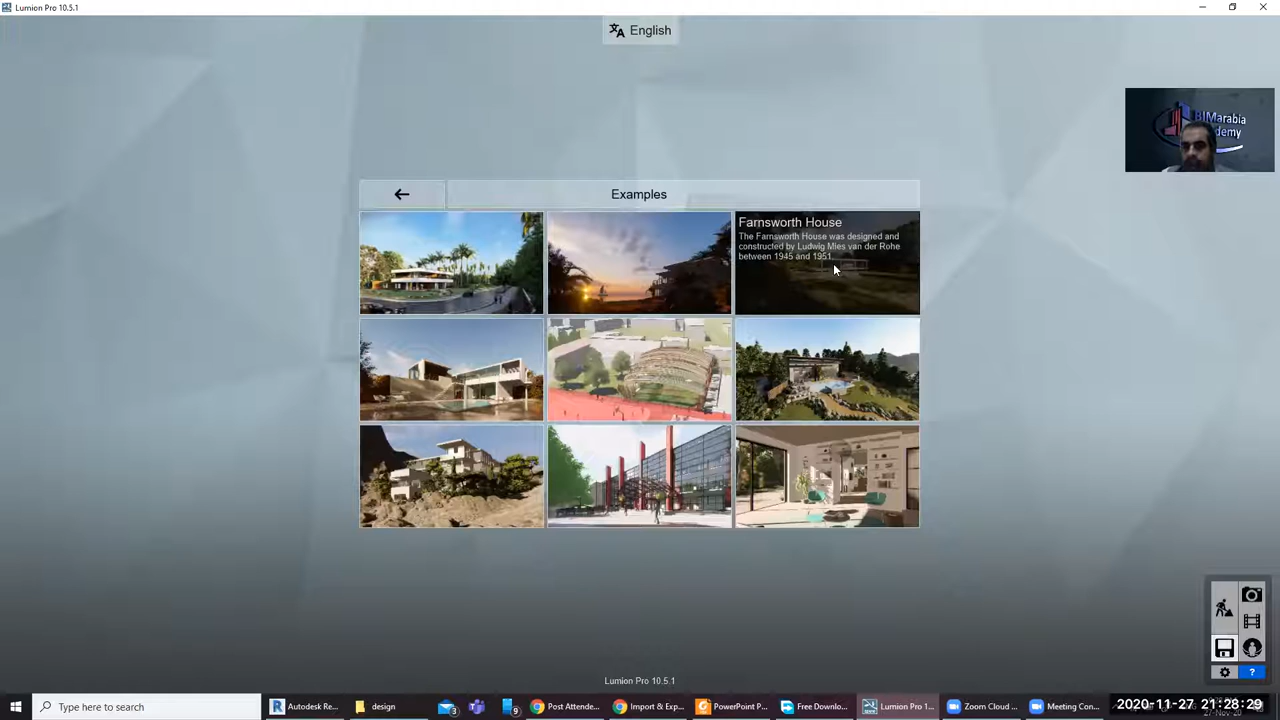 Lumion Pro 10.5.1
English
BIMarabia
Academy
Examples
Farnsworth House
The Farnsworth House was designed and
constructed by Ludwig Mies van der Rohe
between 1945 and 1951.
Lumion Pro 10.5.1
?
Type here to search
Autodesk Re...
design
3
9
Post Attende...
Import & Exp...
PowerPoint P...
Free Downlo...
Lumion Pro 1...
Zoom Cloud ...
Meeting Con...
2020-11-27 21:28:29